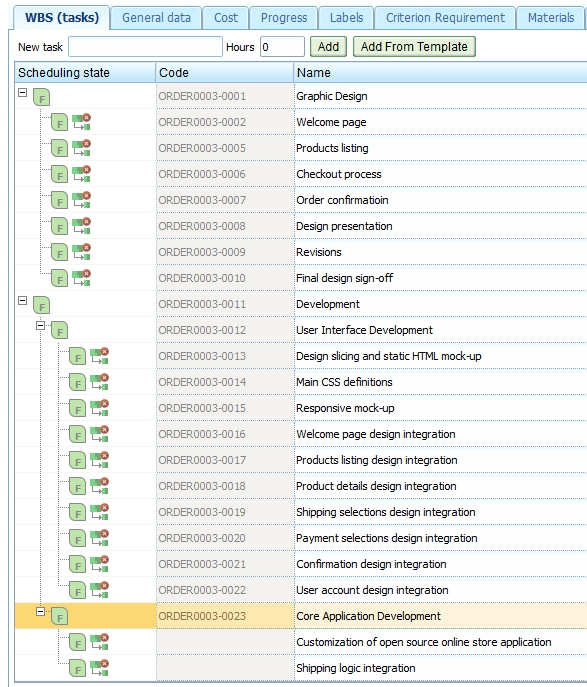 WBS (tasks) General data Cost Progress Labels Criterion Requirement Materials
New task Hours 0 Add Add From Template
Scheduling state Code Name
F ORDER0003-0001 Graphic Design
F ORDER0003-0002 Welcome page
F ORDER0003-0005 Products listing
F ORDER0003-0006 Checkout process
F ORDER0003-0007 Order confirmatioin
F ORDER0003-0008 Design presentation
F ORDER0003-0009 Revisions
F ORDER0003-0010 Final design sign-off
F ORDER0003-0011 Development
F ORDER0003-0012 User Interface Development
F ORDER0003-0013 Design slicing and static HTML mock-up
F ORDER0003-0014 Main CSS definitions
F ORDER0003-0015 Responsive mock-up
F ORDER0003-0016 Welcome page design integration
F ORDER0003-0017 Products listing design integration
F ORDER0003-0018 Product details design integration
F ORDER0003-0019 Shipping selections design integration
F ORDER0003-0020 Payment selections design integration
F ORDER0003-0021 Confirmation design integration
F ORDER0003-0022 User account design integration
F ORDER0003-0023 Core Application Development
F Customization of open source online store application
F Shipping logic integration